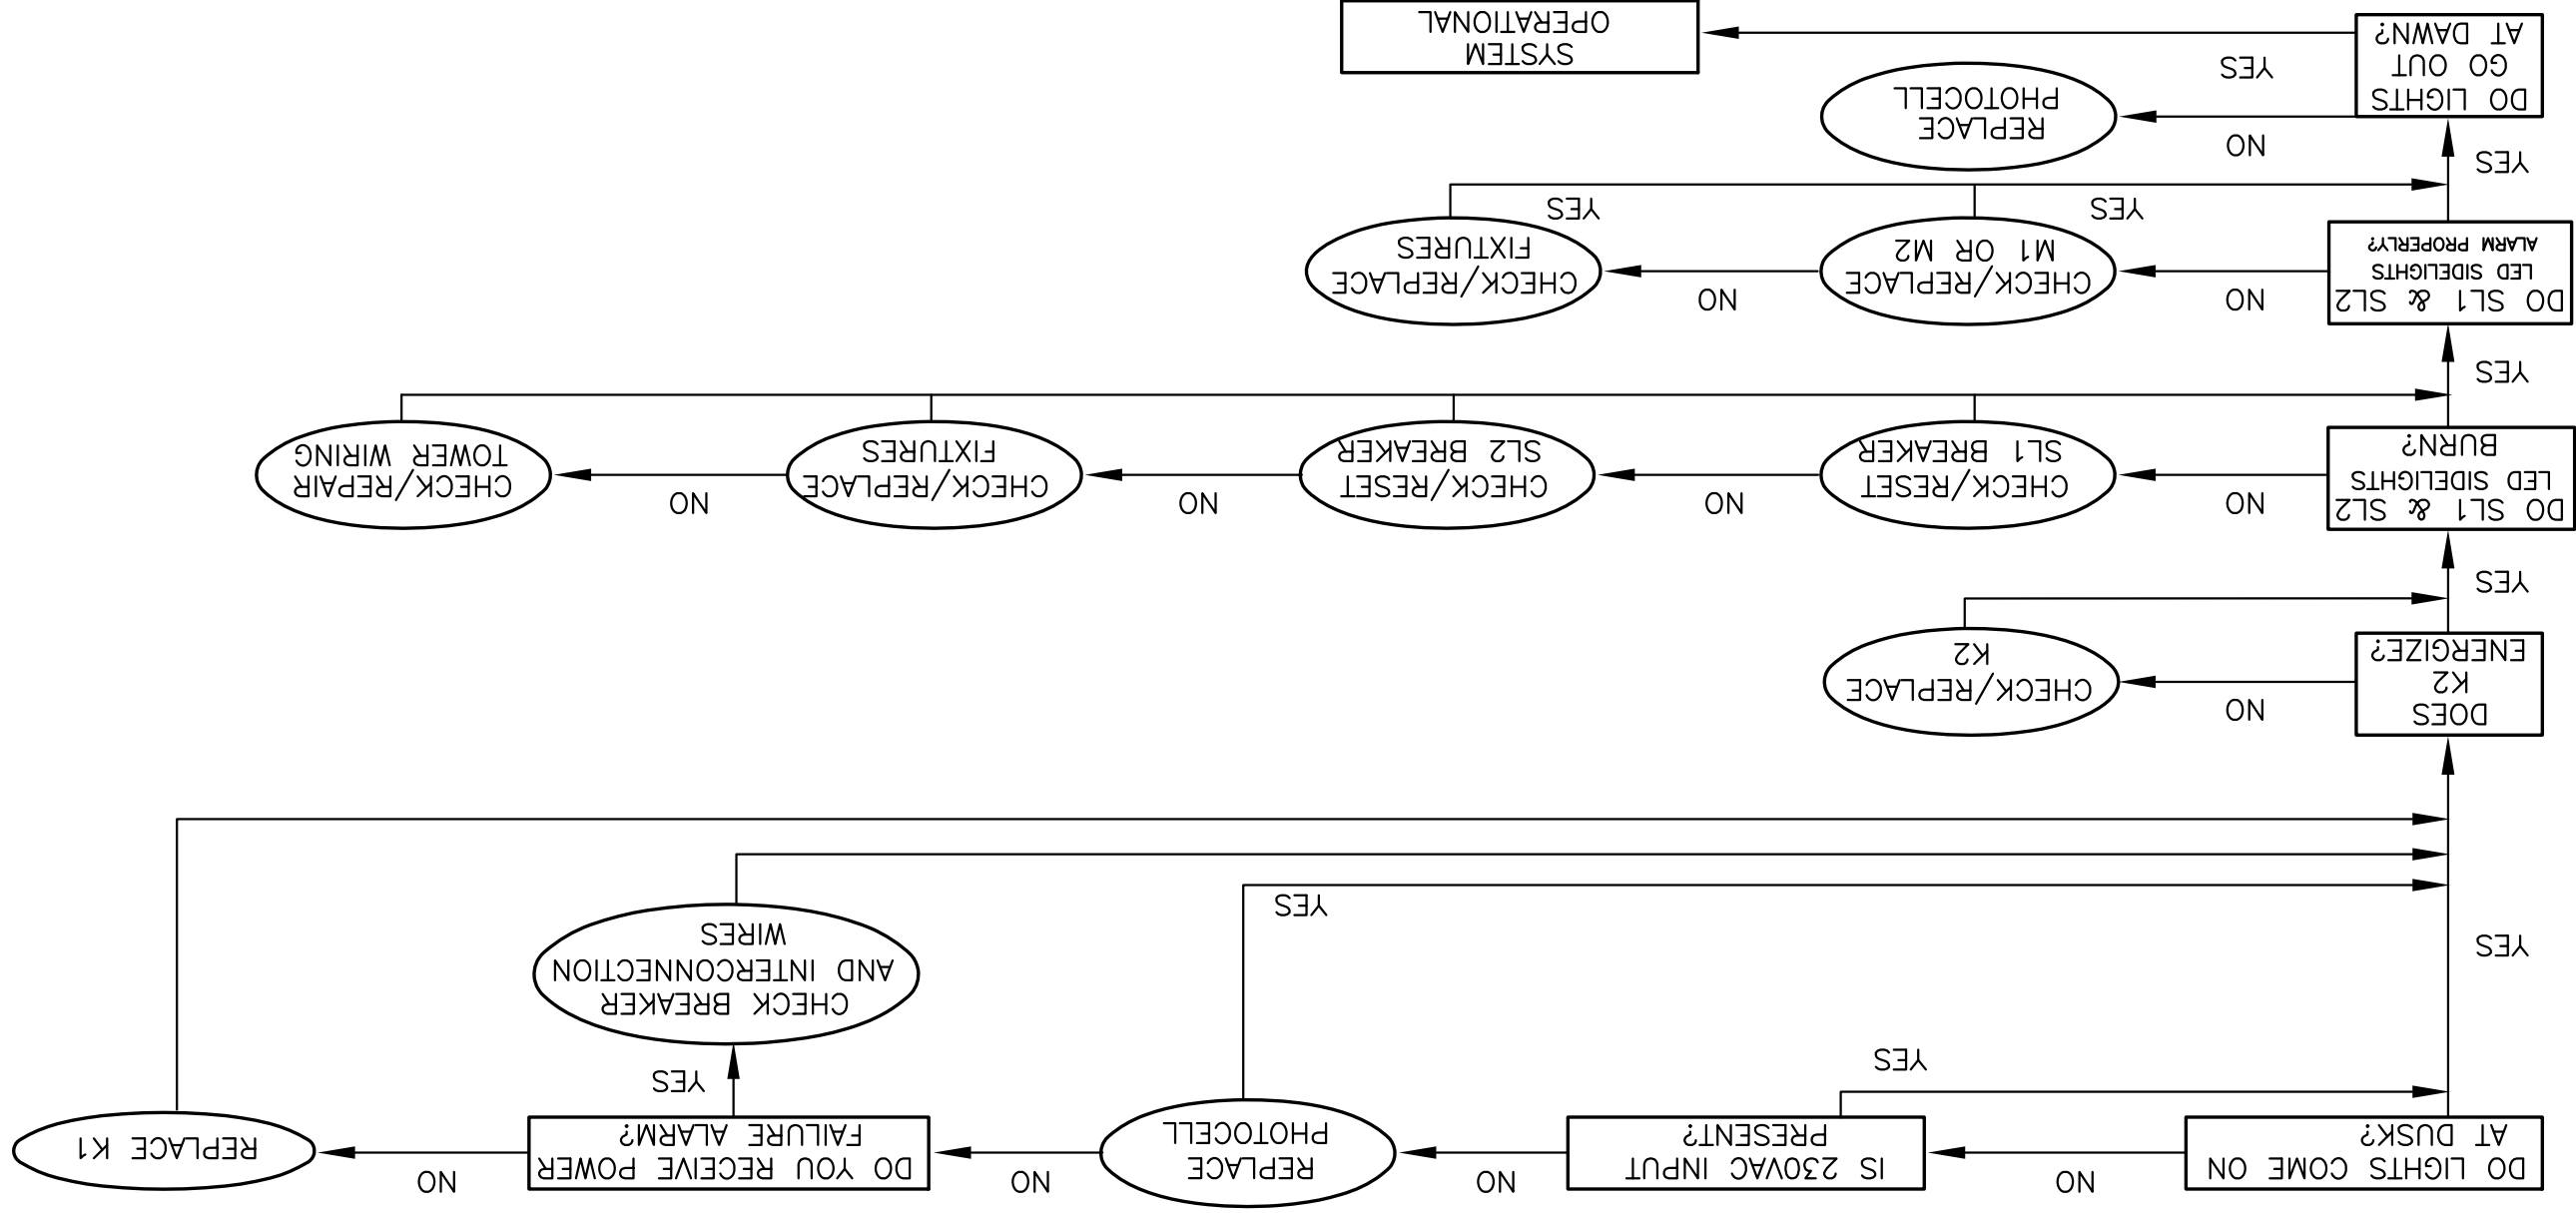 DO LIGHTS COME ON
AT DUSK?
NO
IS 230VAC INPUT
PRESENT?
NO
REPLACE
PHOTOCELL
NO
DO YOU RECEIVE POWER
FAILURE ALARM?
NO
REPLACE K1
YES
YES
CHECK BREAKER
AND INTERCONNECTION
WIRES
YES
YES
DOES
K2
ENERGIZE?
NO
CHECK/REPLACE
K2
YES
DO SL1 & SL2
LED SIDELIGHTS
BURN?
NO
CHECK/RESET
SL1 BREAKER
NO
CHECK/RESET
SL2 BREAKER
NO
CHECK/REPLACE
FIXTURES
NO
CHECK/REPAIR
TOWER WIRING
YES
DO SL1 & SL2
LED SIDELIGHTS
ALARM PROPERLY?
NO
CHECK/REPLACE
M1 OR M2
NO
CHECK/REPLACE
FIXTURES
YES
YES
YES
DO LIGHTS
GO OUT
AT DAWN?
NO
REPLACE
PHOTOCELL
YES
SYSTEM
OPERATIONAL